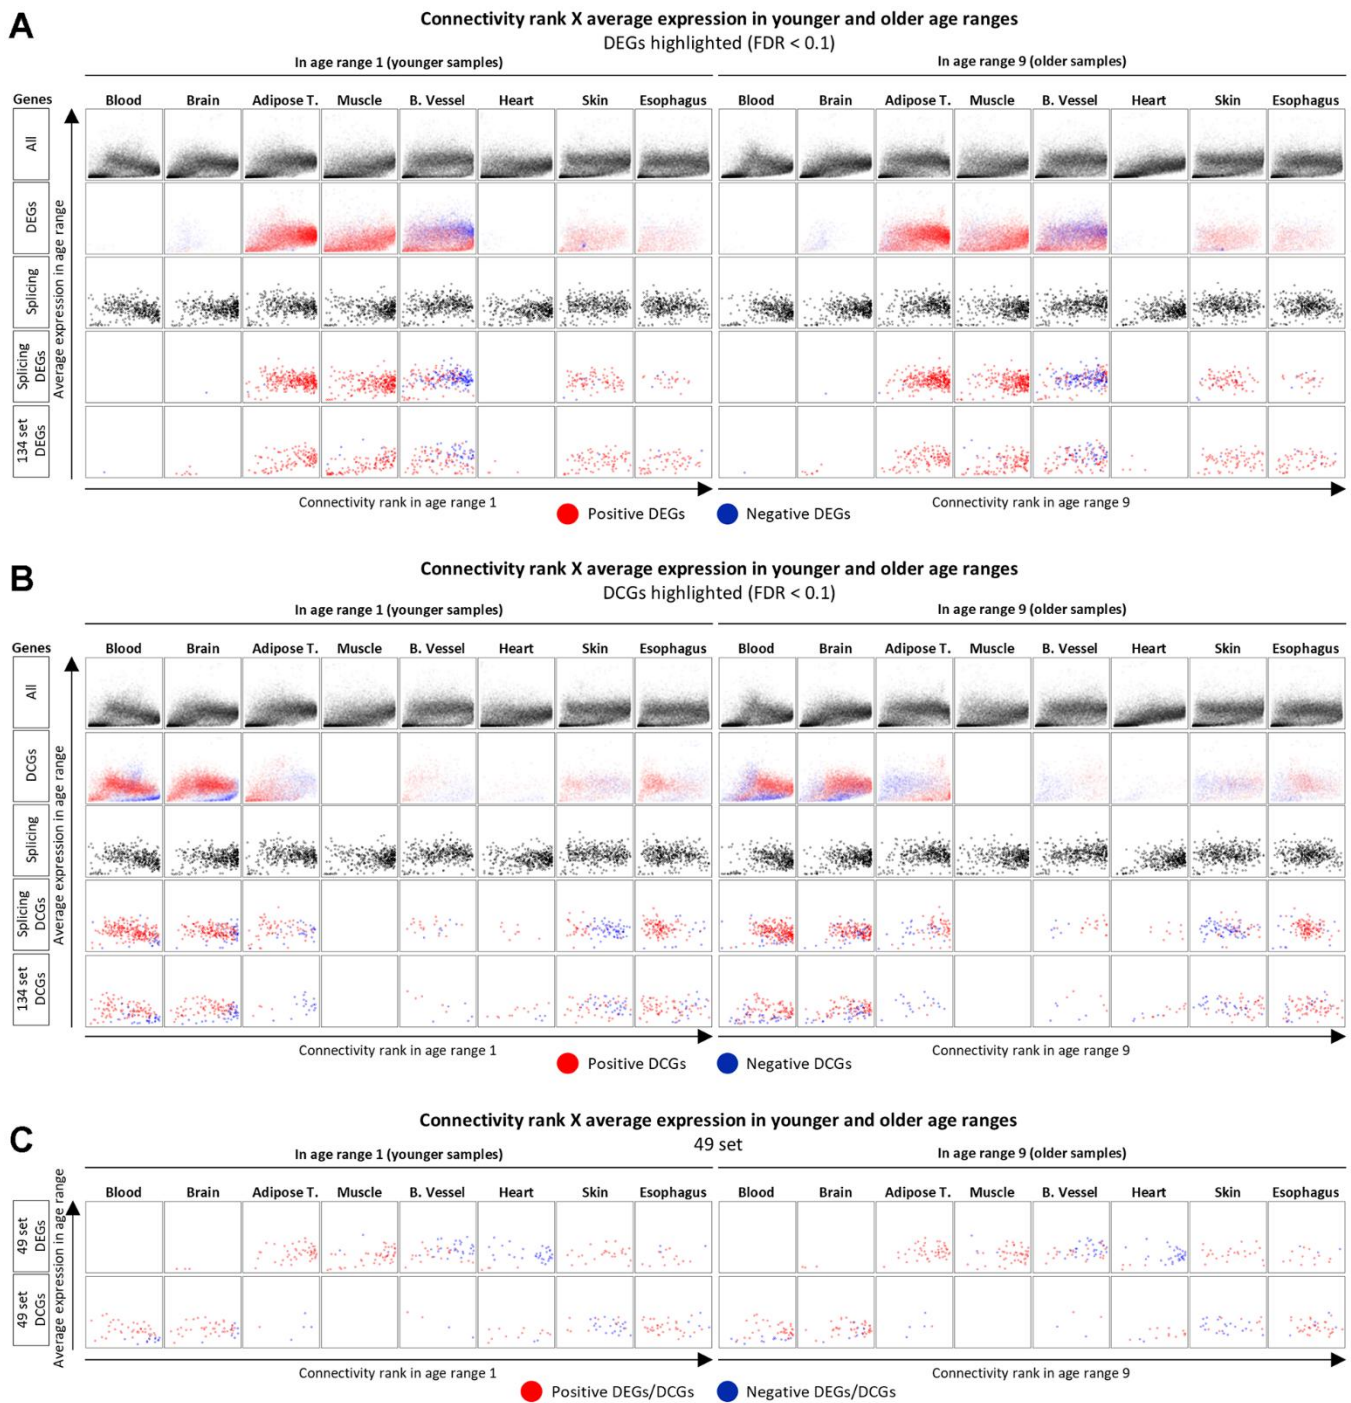 A
Connectivity rank X average expression in younger and older age ranges
DEGs highlighted (FDR < 0.1)
In age range 1 (younger samples)
In age range 9 (older samples)
Genes
Blood Brain Adipose T. Muscle B. Vessel Heart Skin Esophagus
Blood Brain Adipose T. Muscle B. Vessel Heart Skin Esophagus
All
DEGs
Splicing
Splicing
DEGs
134 set
DEGs
Average expression in age range
Connectivity rank in age range 1
Connectivity rank in age range 9
Positive DEGs
Negative DEGs
B
Connectivity rank X average expression in younger and older age ranges
DCGs highlighted (FDR < 0.1)
In age range 1 (younger samples)
In age range 9 (older samples)
Genes
Blood Brain Adipose T. Muscle B. Vessel Heart Skin Esophagus
Blood Brain Adipose T. Muscle B. Vessel Heart Skin Esophagus
All
DCGs
Splicing
Splicing
DCGs
134 set
DCGs
Average expression in age range
Connectivity rank in age range 1
Connectivity rank in age range 9
Positive DCGs
Negative DCGs
C
Connectivity rank X average expression in younger and older age ranges
49 set
In age range 1 (younger samples)
In age range 9 (older samples)
Blood Brain Adipose T. Muscle B. Vessel Heart Skin Esophagus
Blood Brain Adipose T. Muscle B. Vessel Heart Skin Esophagus
49 set
DEGs
49 set
DCGs
Average expression in age range
Connectivity rank in age range 1
Connectivity rank in age range 9
Positive DEGs/DCGs
Negative DEGs/DCGs